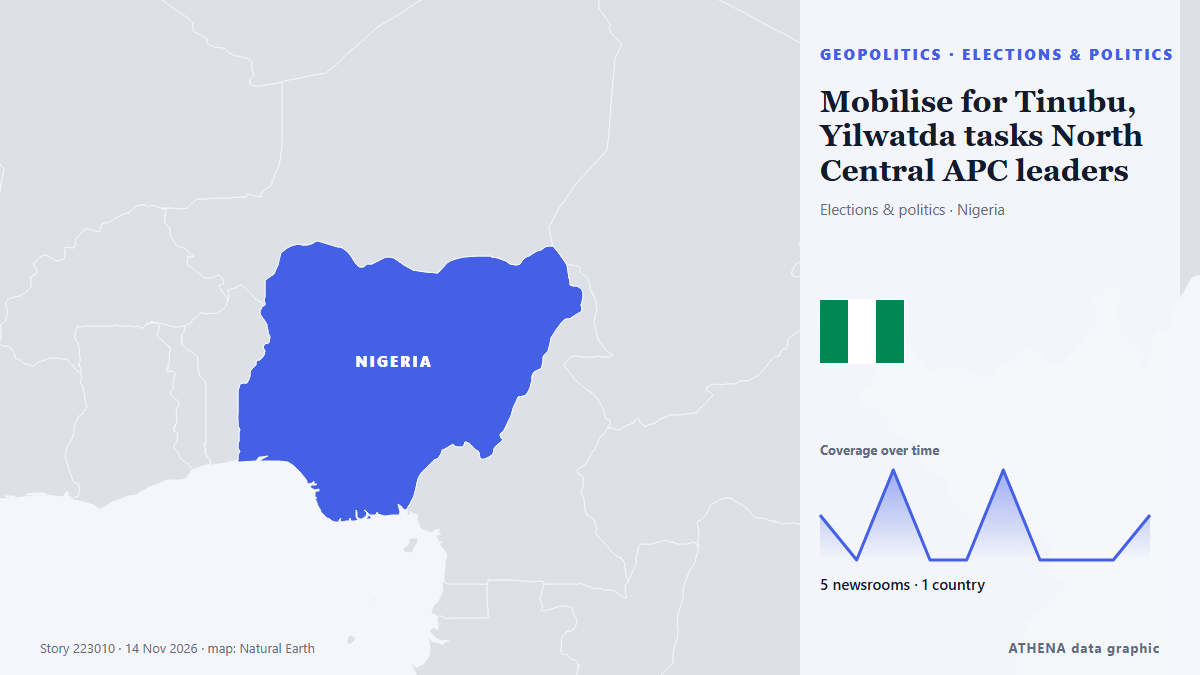 GEOPOLITICS · ELECTIONS & POLITICS
Mobilise for Tinubu,
Yilwatda tasks North
Central APC leaders
Elections & politics · Nigeria
NIGERIA
Coverage over time
5 newsrooms · 1 country
Story 223010 · 14 Nov 2026 · map: Natural Earth
ATHENA data graphic